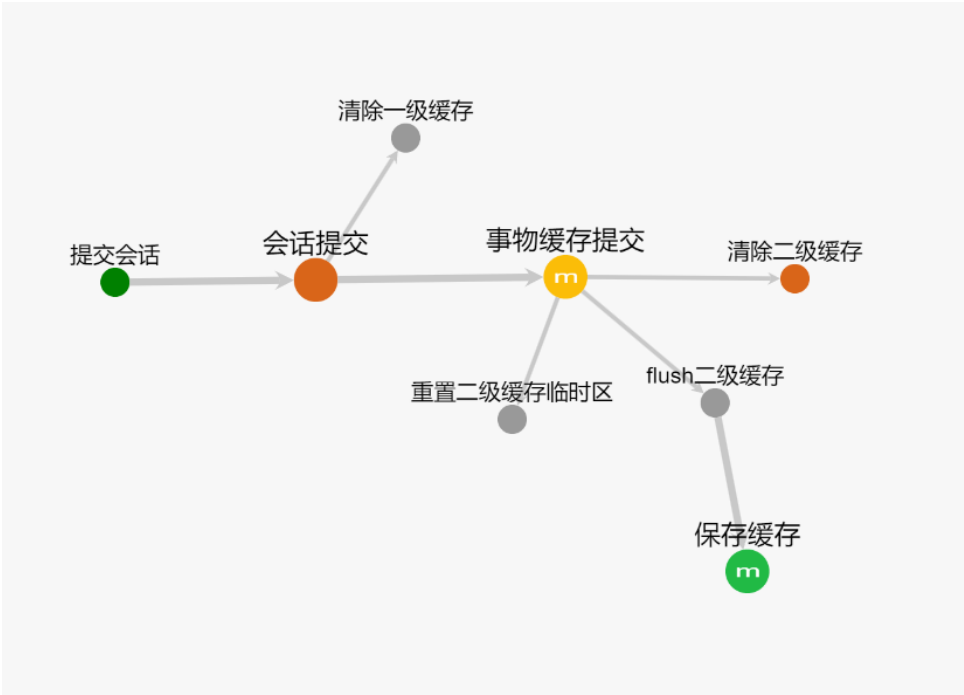 清除一级缓存
提交会话
会话提交
事物缓存提交
m
清除二级缓存
重置二级缓存临时区
flush二级缓存
保存缓存
m